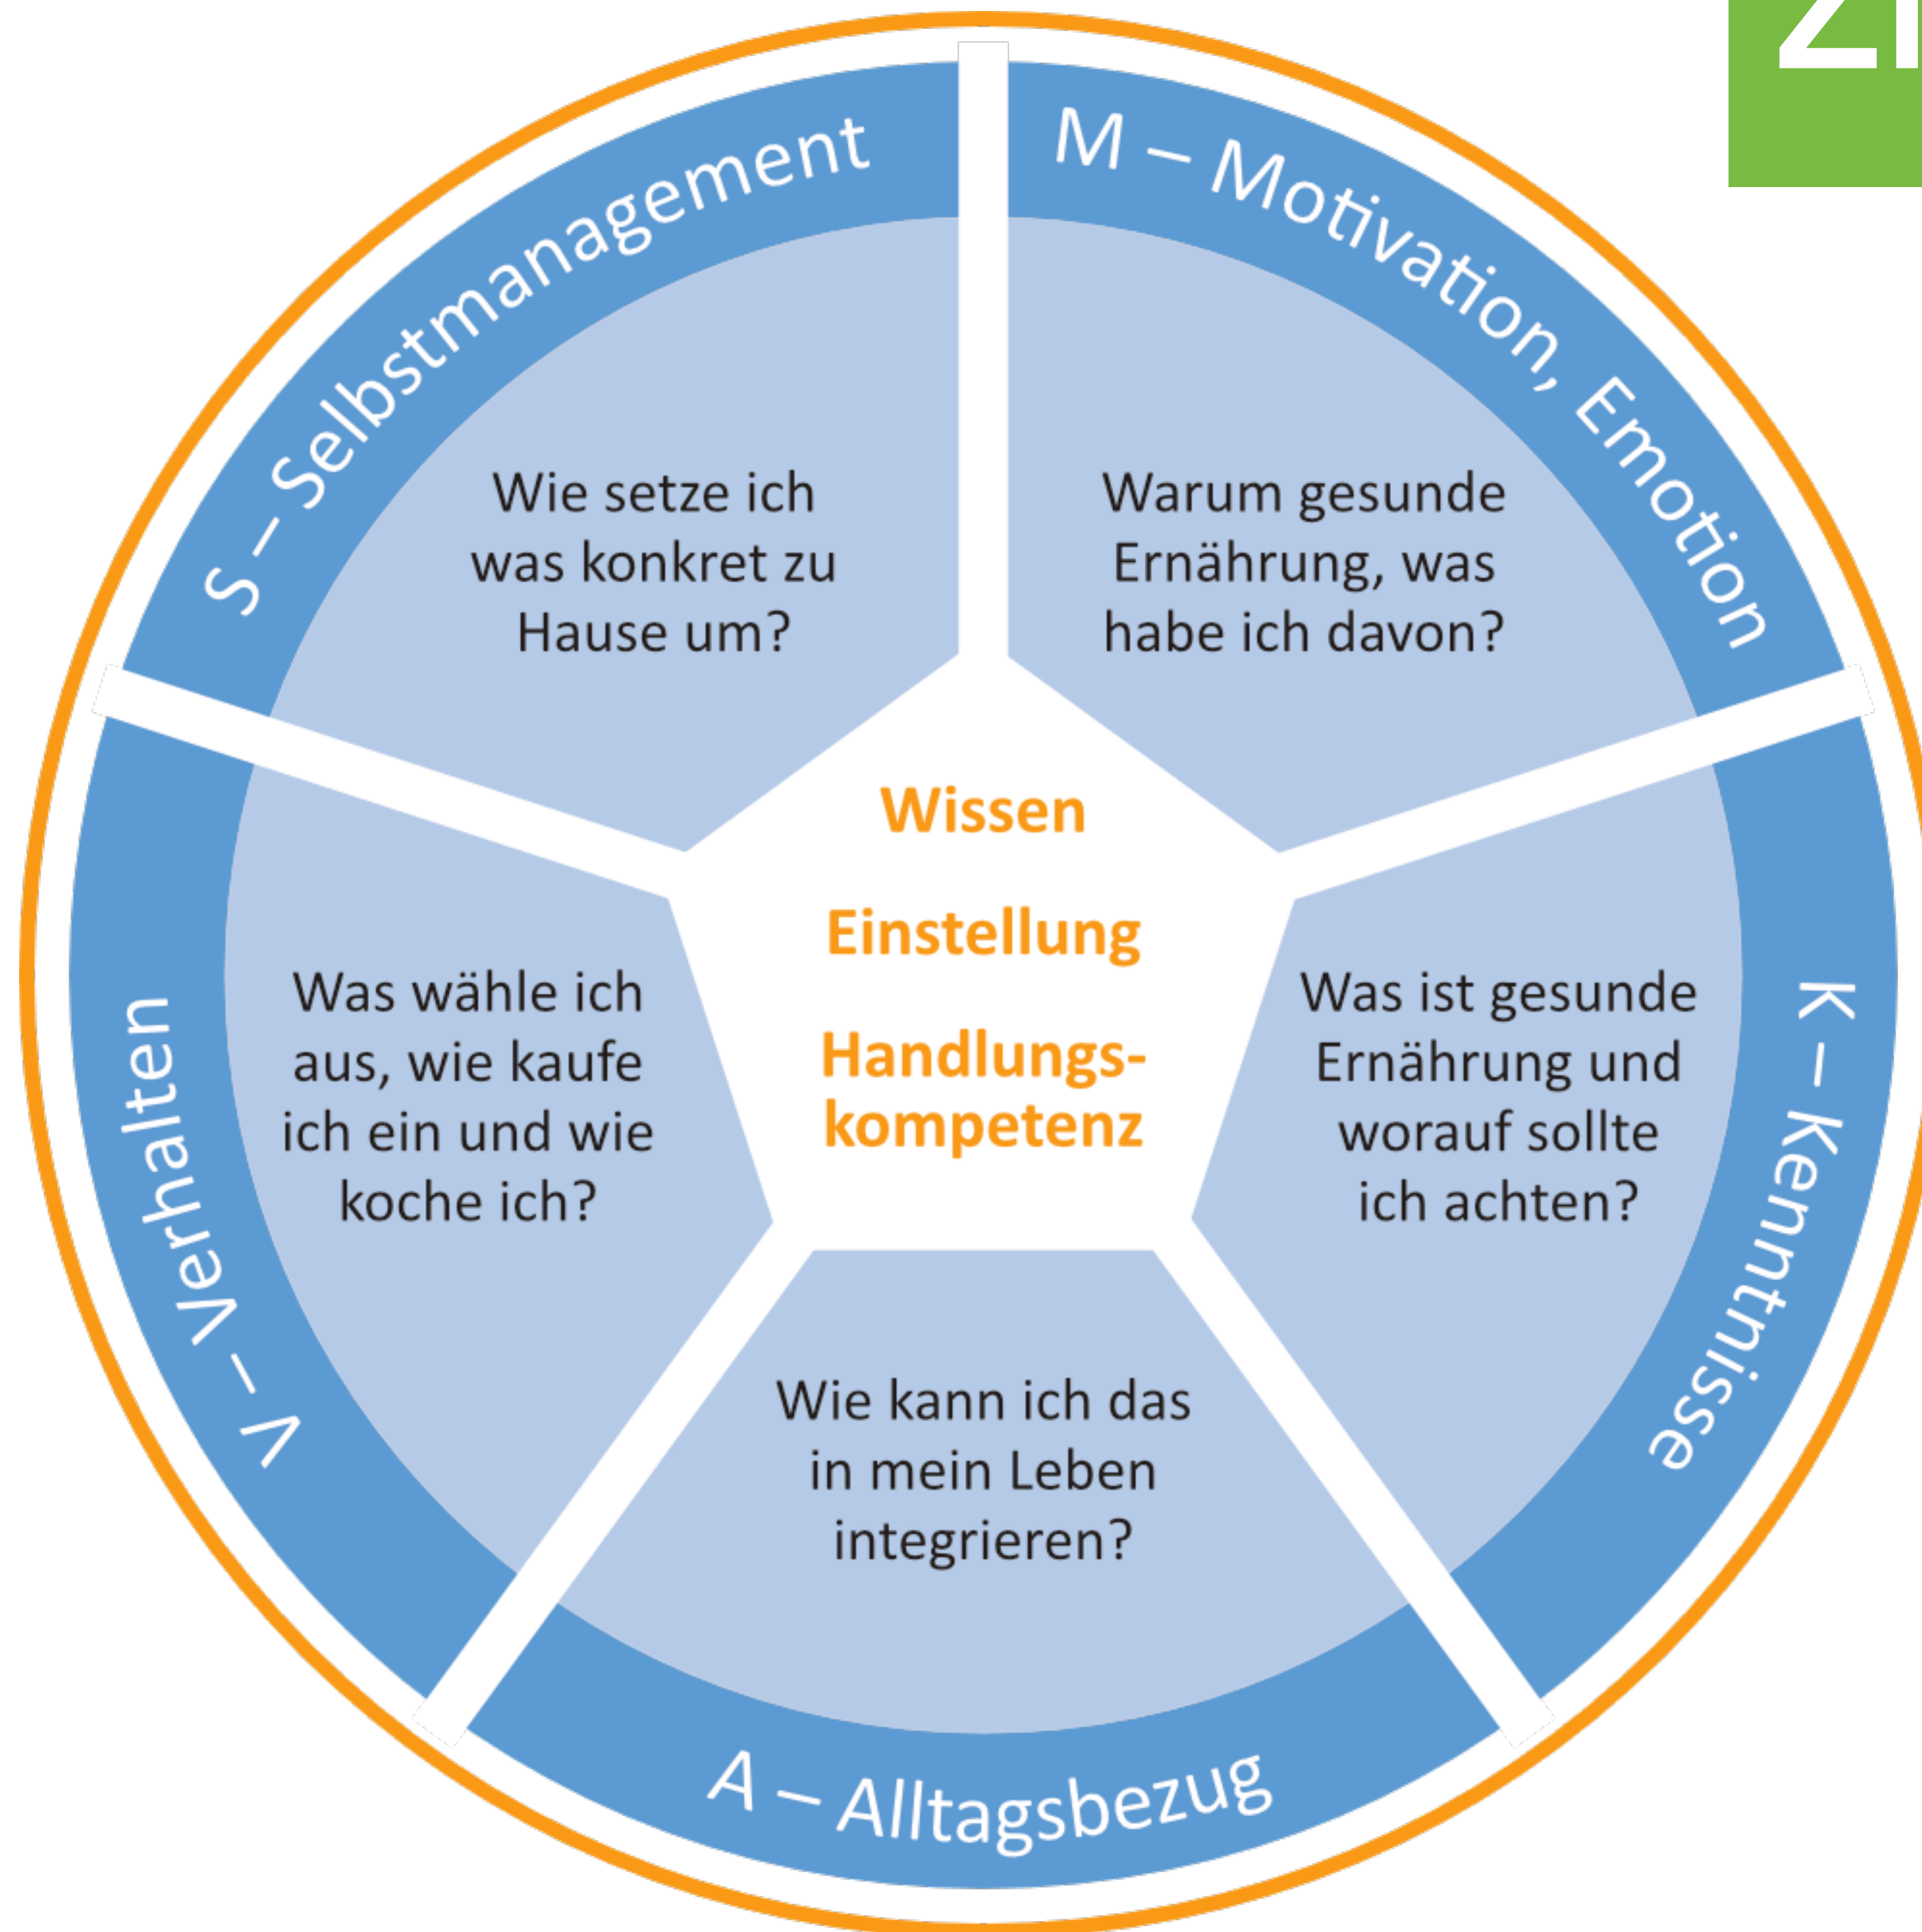 M – Motivation, Emotion
Warum gesunde
Ernährung, was
habe ich davon?
K – Kenntnisse
Was ist gesunde
Ernährung und
worauf sollte
ich achten?
A – Alltagsbezug
Wie kann ich das
in mein Leben
integrieren?
V – Verhalten
Was wähle ich
aus, wie kaufe
ich ein und wie
koche ich?
S – Selbstmanagement
Wie setze ich
was konkret zu
Hause um?
Wissen
Einstellung
Handlungs-
kompetenz